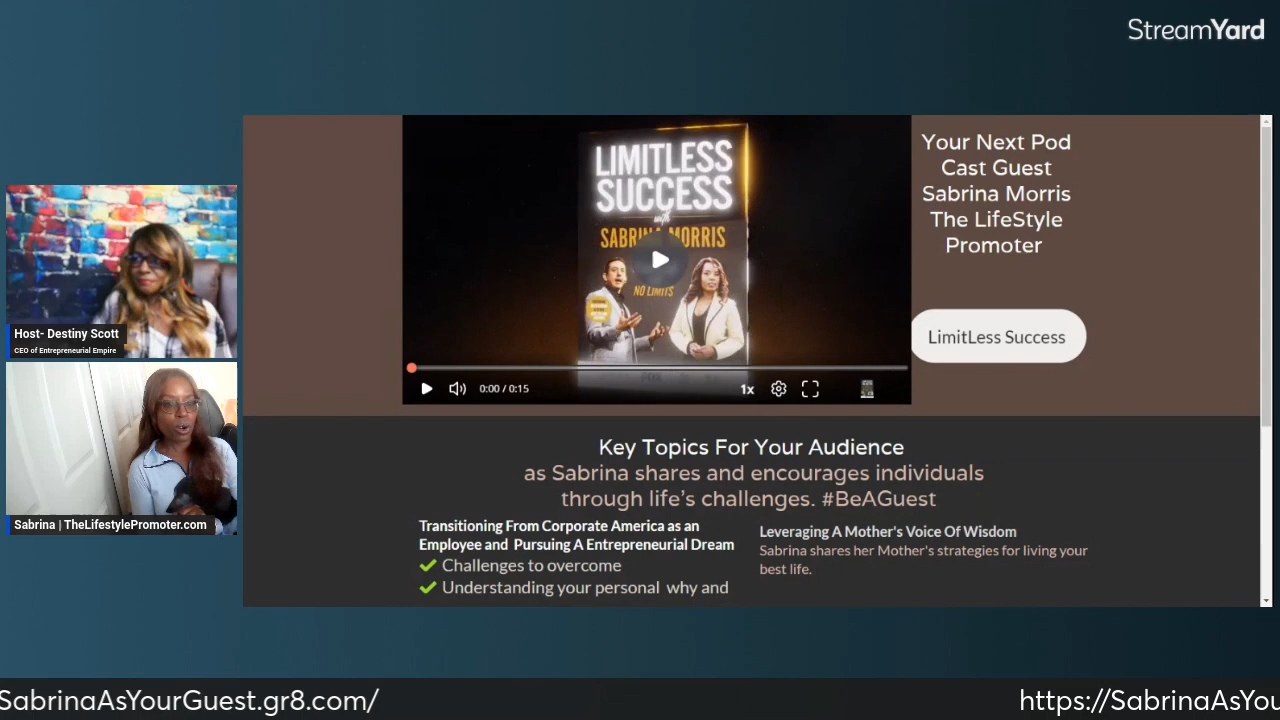 StreamYard
Host- Destiny Scott
CEO of Entrepreneurial Empire
Sabrina | TheLifestylePromoter.com
LIMITLESS
SUCCESS
with
SABRINA MORRIS
NO LIMITS
0:00 / 0:15
1x
Your Next Pod
Cast Guest
Sabrina Morris
The LifeStyle
Promoter
LimitLess Success
Key Topics For Your Audience
as Sabrina shares and encourages individuals
through life's challenges. #BeAGuest
Transitioning From Corporate America as an
Employee and Pursuing A Entrepreneurial Dream
Challenges to overcome
Understanding your personal why and
Leveraging A Mother's Voice Of Wisdom
Sabrina shares her Mother's strategies for living your
best life.
SabrinaAsYourGuest.gr8.com/
https://SabrinaAsYou